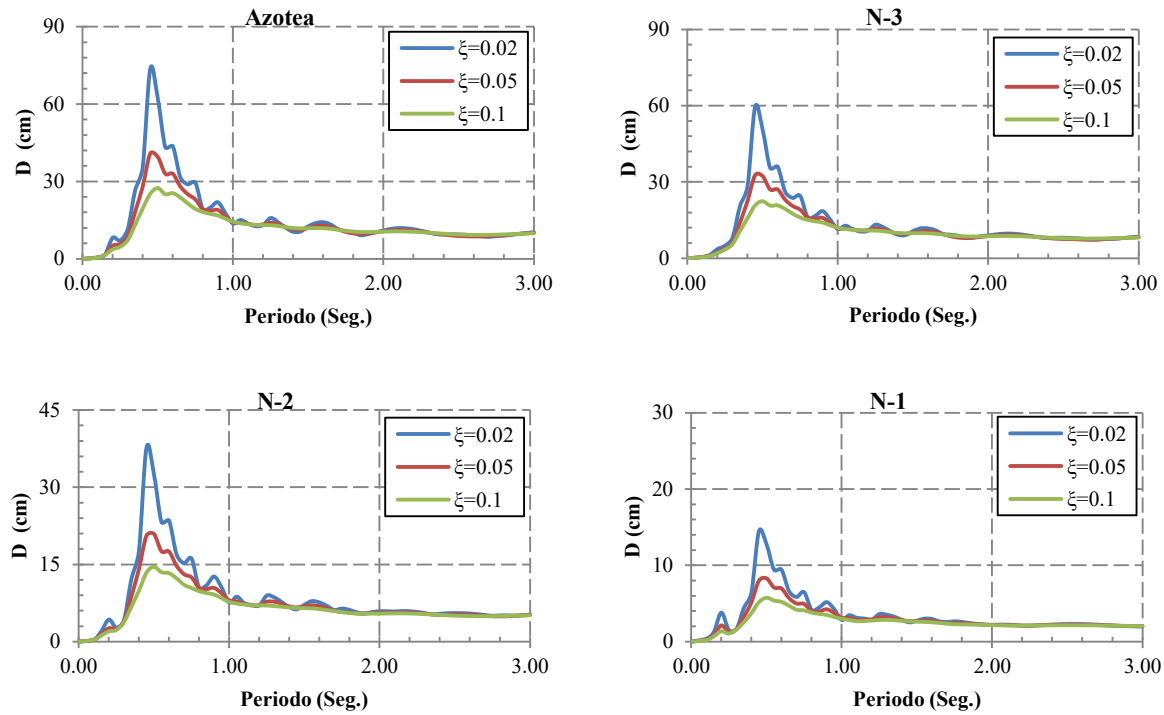 Azotea
90
60
30
0
D (cm)
ξ=0.02
ξ=0.05
ξ=0.1
0.00 1.00 2.00 3.00
Periodo (Seg.)
N-3
90
60
30
0
D (cm)
ξ=0.02
ξ=0.05
ξ=0.1
0.00 1.00 2.00 3.00
Periodo (Seg.)
N-2
45
30
15
0
D (cm)
ξ=0.02
ξ=0.05
ξ=0.1
0.00 1.00 2.00 3.00
Periodo (Seg.)
N-1
30
20
10
0
D (cm)
ξ=0.02
ξ=0.05
ξ=0.1
0.00 1.00 2.00 3.00
Periodo (Seg.)